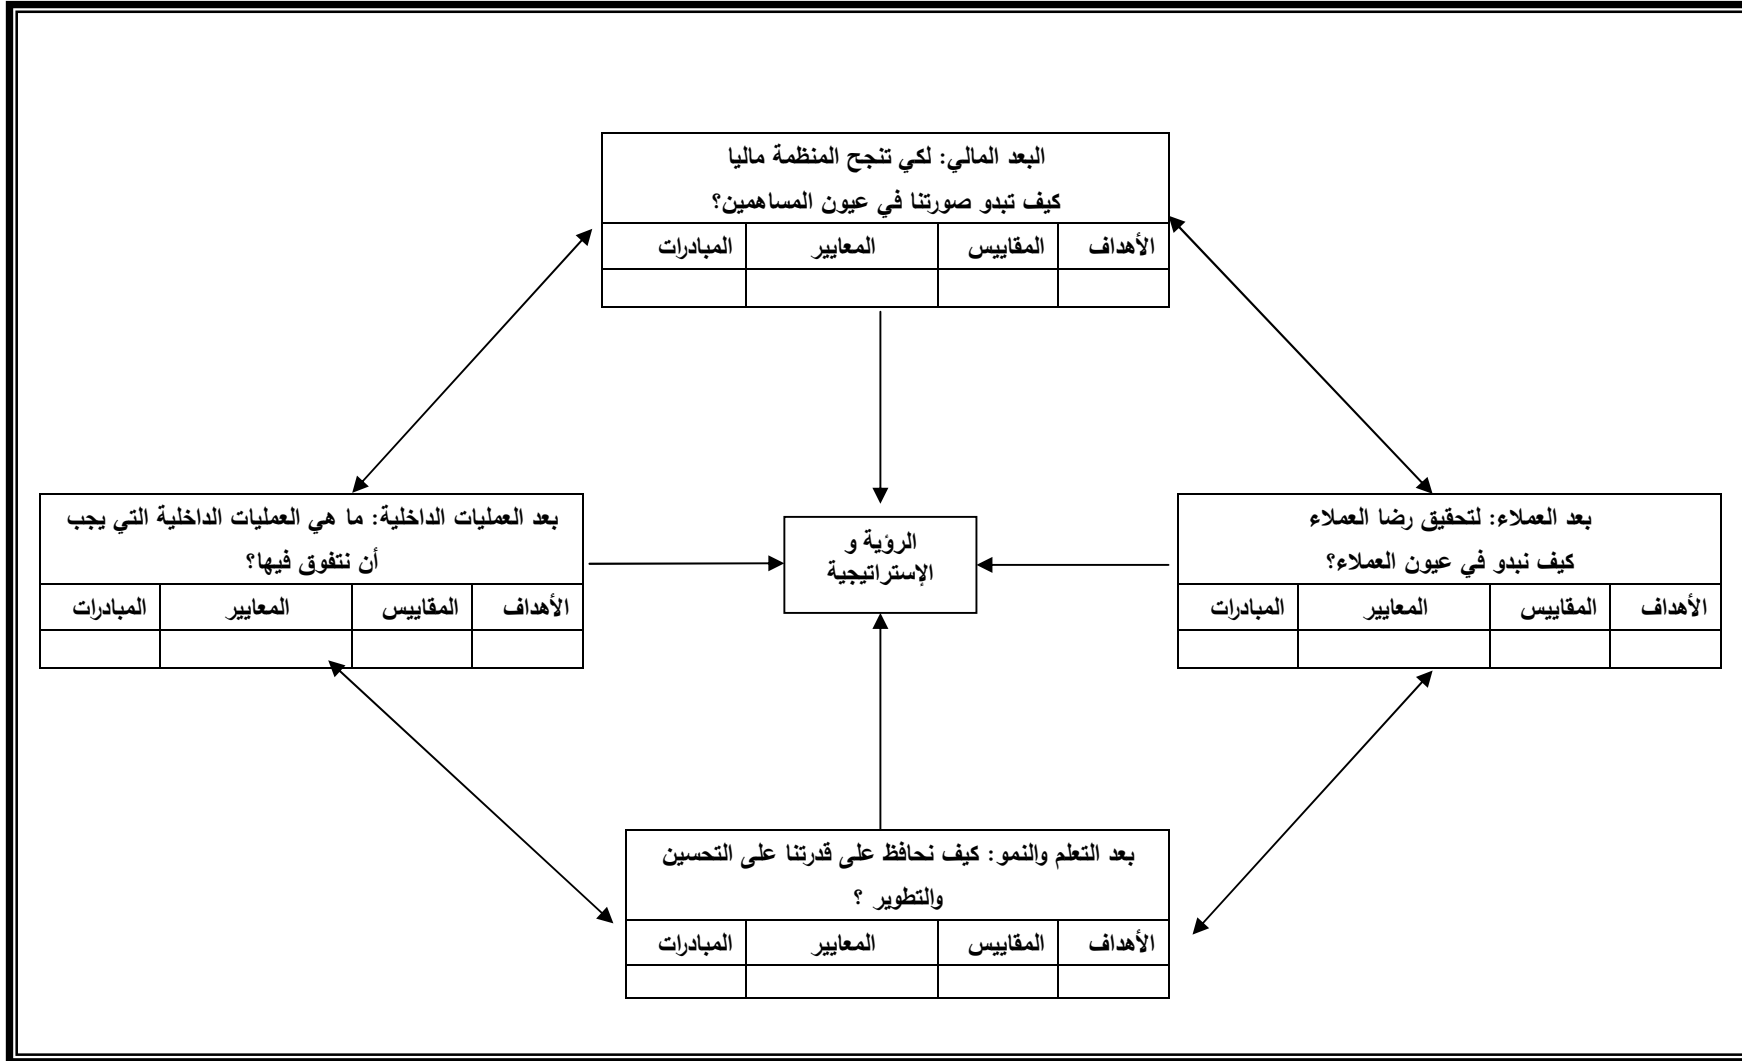 البعد المالي: لكي تنجح المنظمة ماليا
كيف تبدو صورتنا في عيون المساهمين؟
الأهداف المقاييس المعايير المبادرات
بعد العملاء: لتحقيق رضا العملاء
كيف نبدو في عيون العملاء؟
الأهداف المقاييس المعايير المبادرات
الرؤية و
الإستراتيجية
بعد العمليات الداخلية: ما هي العمليات الداخلية التي يجب
أن نتفوق فيها؟
الأهداف المقاييس المعايير المبادرات
بعد التعلم والنمو: كيف نحافظ على قدرتنا على التحسين
والتطوير ؟
الأهداف المقاييس المعايير المبادرات